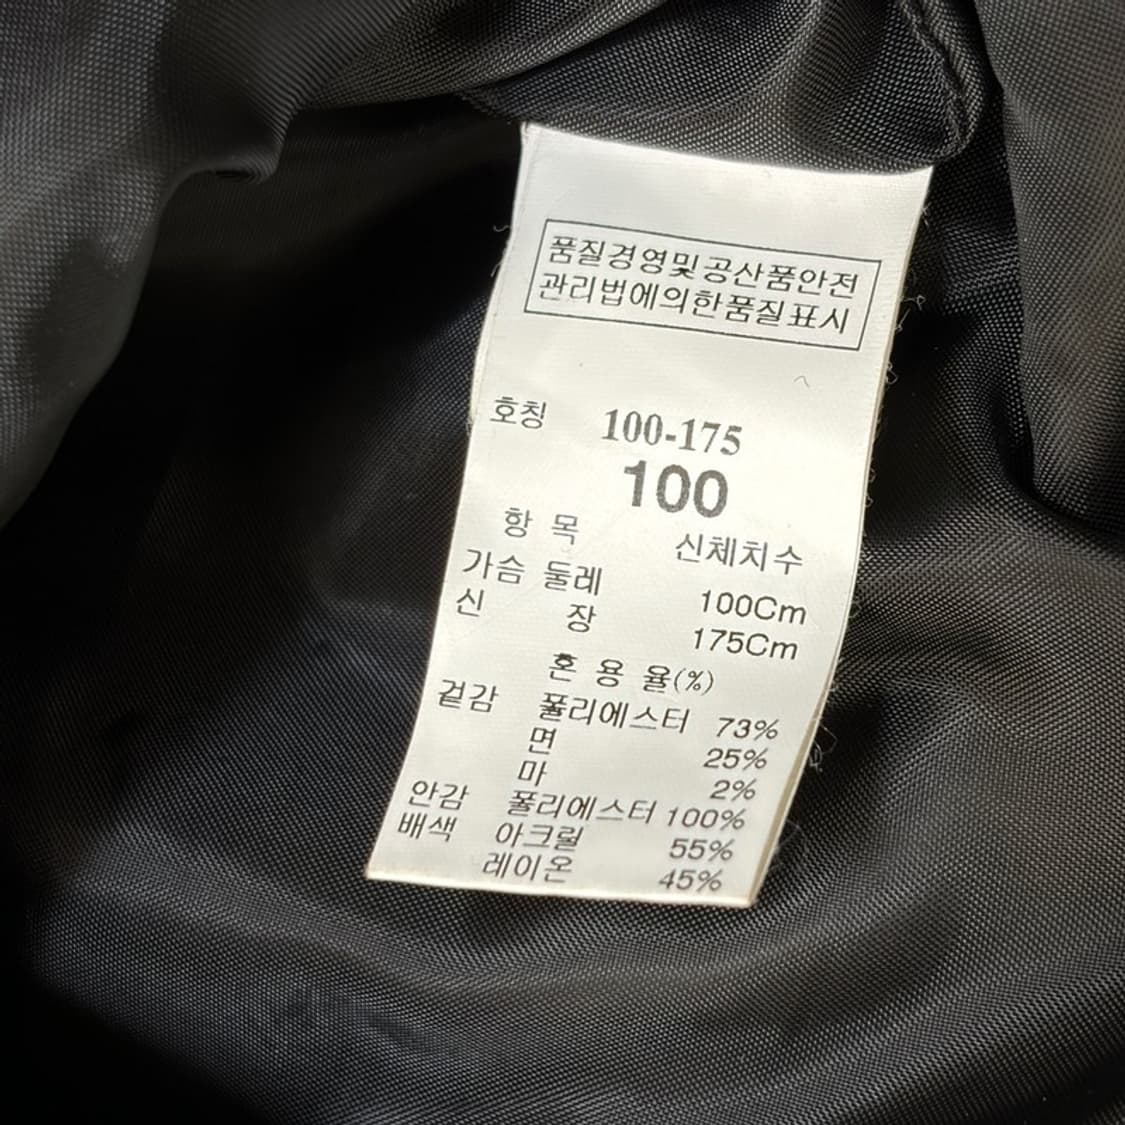 품질경영및공산품안전
관리법에의한품질표시
호칭 100-175
100
항 목 신체치수
가슴 둘레 100Cm
신 장 175Cm
혼 용 율(%)
겉감 폴리에스터 73%
면 25%
마 2%
안감 폴리에스터 100%
배색 아크릴 55%
레이온 45%